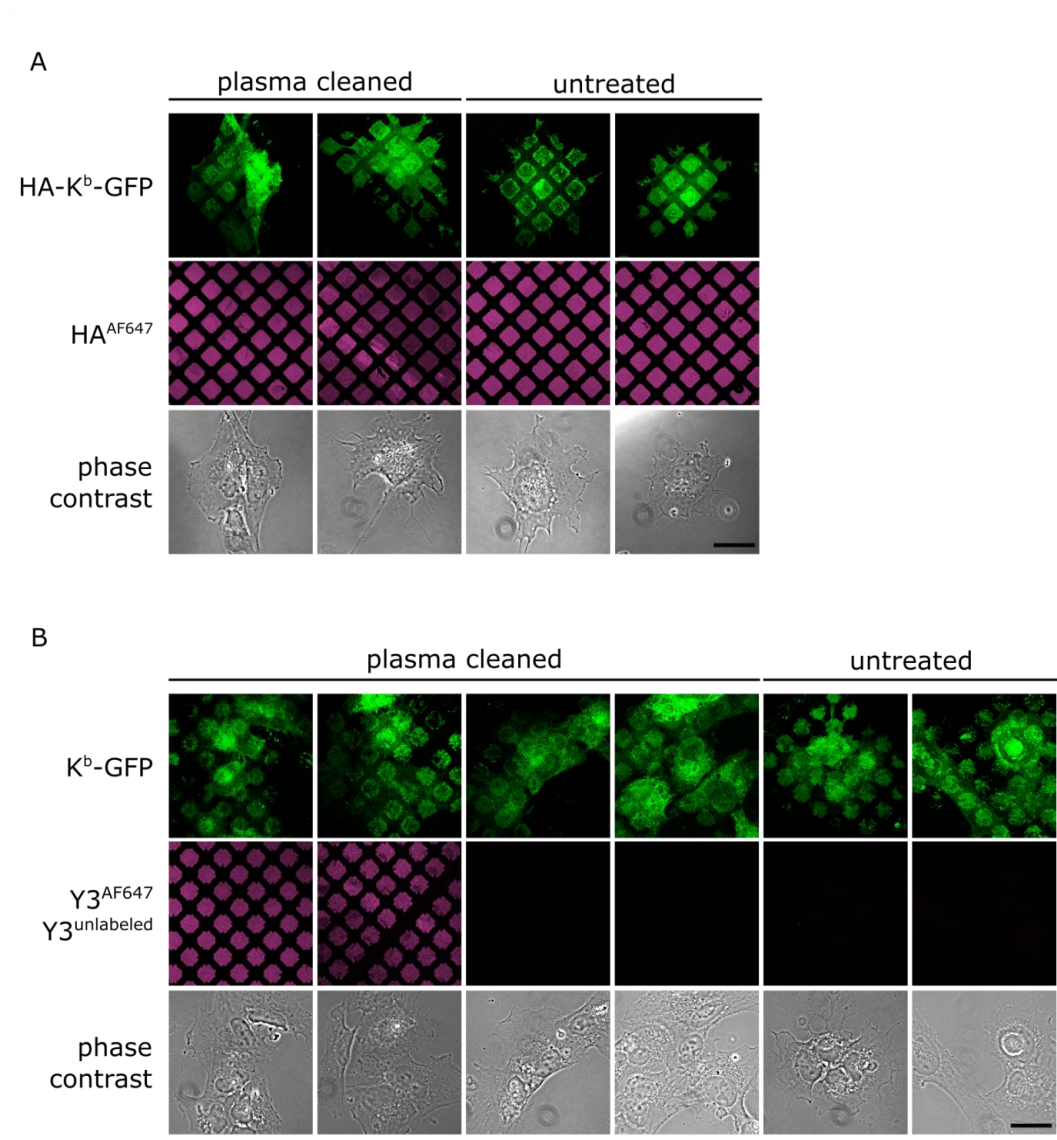 A
plasma cleaned
untreated
HA-Kᵇ-GFP
HAᴬF⁶⁴⁷
phase
contrast
B
plasma cleaned
untreated
Kᵇ-GFP
Y3ᴬF⁶⁴⁷
Y3ᵘⁿˡᵃᵇᵉˡᵉᵈ
phase
contrast